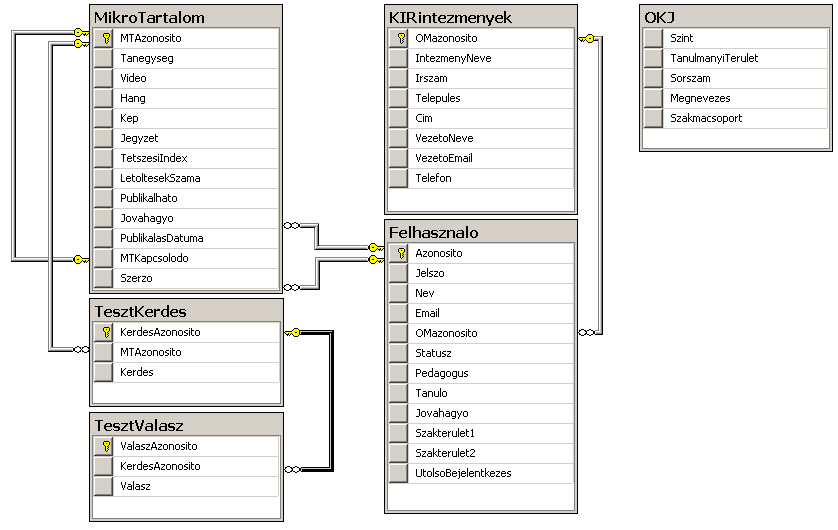 MikroTartalom
MTAzonosito
Tanegyseg
Video
Hang
Kep
Jegyzet
TetszesiIndex
LetoltesekSzama
Publikalhato
Jovahagyo
PublikalasDatuma
MTKapcsolodo
Szerzo
TesztKerdes
KerdesAzonosito
MTAzonosito
Kerdes
TesztValasz
ValaszAzonosito
KerdesAzonosito
Valasz
KIRintezmenyek
OMazonosito
IntezmenyNeve
Irszam
Telepules
Cim
VezetoNeve
VezetoEmail
Telefon
Felhasznalo
Azonosito
Jelszo
Nev
Email
OMazonosito
Statusz
Pedagogus
Tanulo
Jovahagyo
Szakterulet1
Szakterulet2
UtolsoBejelentkezes
OKJ
Szint
TanulmanyiTerulet
Sorszam
Megnevezes
Szakmacsoport